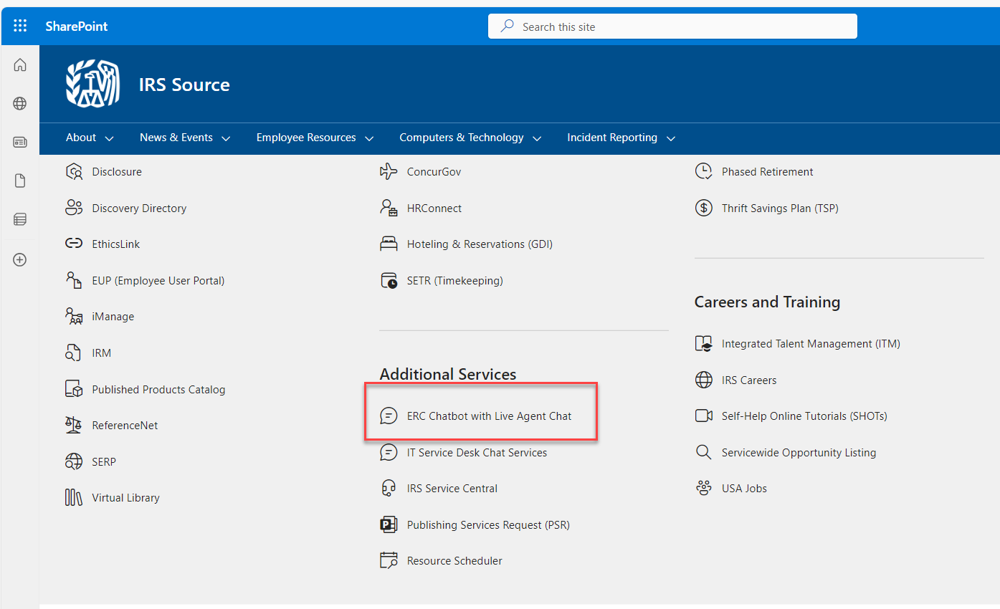 SharePoint
Search this site
IRS Source
About
News & Events
Employee Resources
Computers & Technology
Incident Reporting
Disclosure
Discovery Directory
EthicsLink
EUP (Employee User Portal)
iManage
IRM
Published Products Catalog
ReferenceNet
SERP
Virtual Library
ConcurGov
HRConnect
Hoteling & Reservations (GDI)
SETR (Timekeeping)
Additional Services
ERC Chatbot with Live Agent Chat
IT Service Desk Chat Services
IRS Service Central
Publishing Services Request (PSR)
Resource Scheduler
Phased Retirement
Thrift Savings Plan (TSP)
Careers and Training
Integrated Talent Management (ITM)
IRS Careers
Self-Help Online Tutorials (SHOTs)
Servicewide Opportunity Listing
USA Jobs